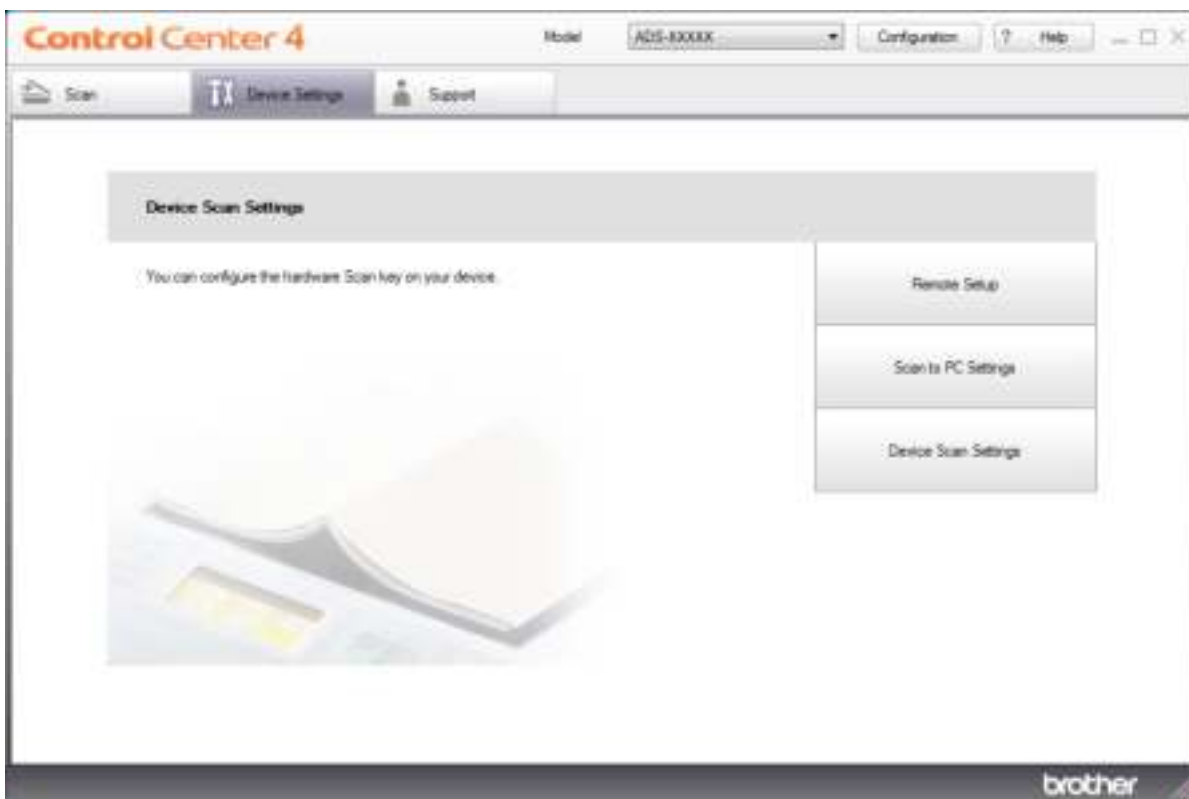 Control Center 4
Model
ADS-XXXXX
Configuration
? Help
Scan
Device Settings
Support
Device Scan Settings
You can configure the hardware Scan key on your device.
Remote Setup
Scan to PC Settings
Device Scan Settings
brother